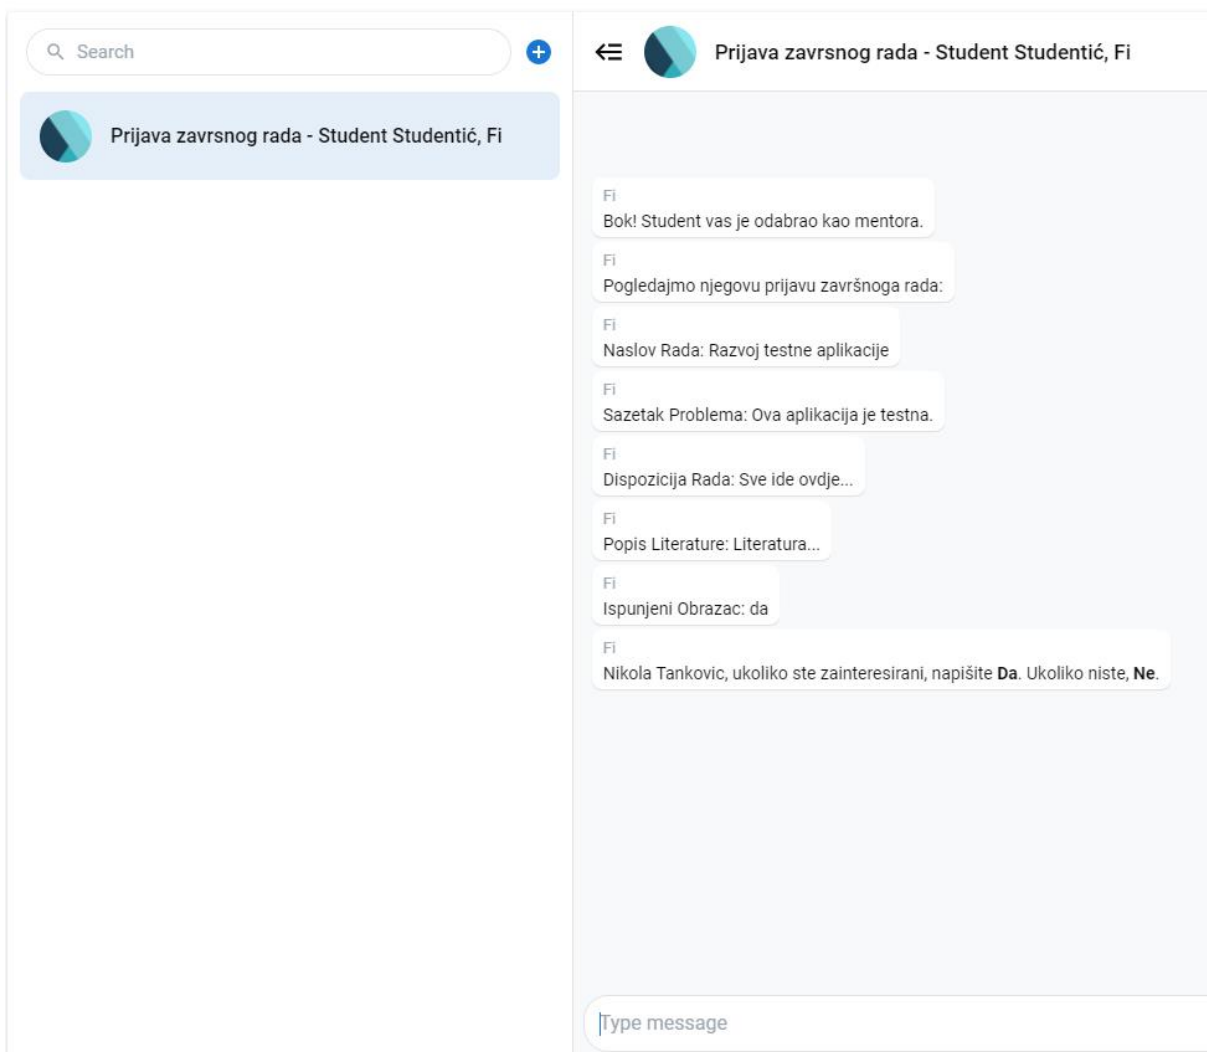 Search
Prijava zavrsnog rada - Student Studentić, Fi
Prijava zavrsnog rada - Student Studentić, Fi
Fi
Bok! Student vas je odabrao kao mentora.
Fi
Pogledajmo njegovu prijavu završnoga rada:
Fi
Naslov Rada: Razvoj testne aplikacije
Fi
Sazetak Problema: Ova aplikacija je testna.
Fi
Dispozicija Rada: Sve ide ovdje...
Fi
Popis Literature: Literatura...
Fi
Ispunjeni Obrazac: da
Fi
Nikola Tankovic, ukoliko ste zainteresirani, napišite Da. Ukoliko niste, Ne.
Type message